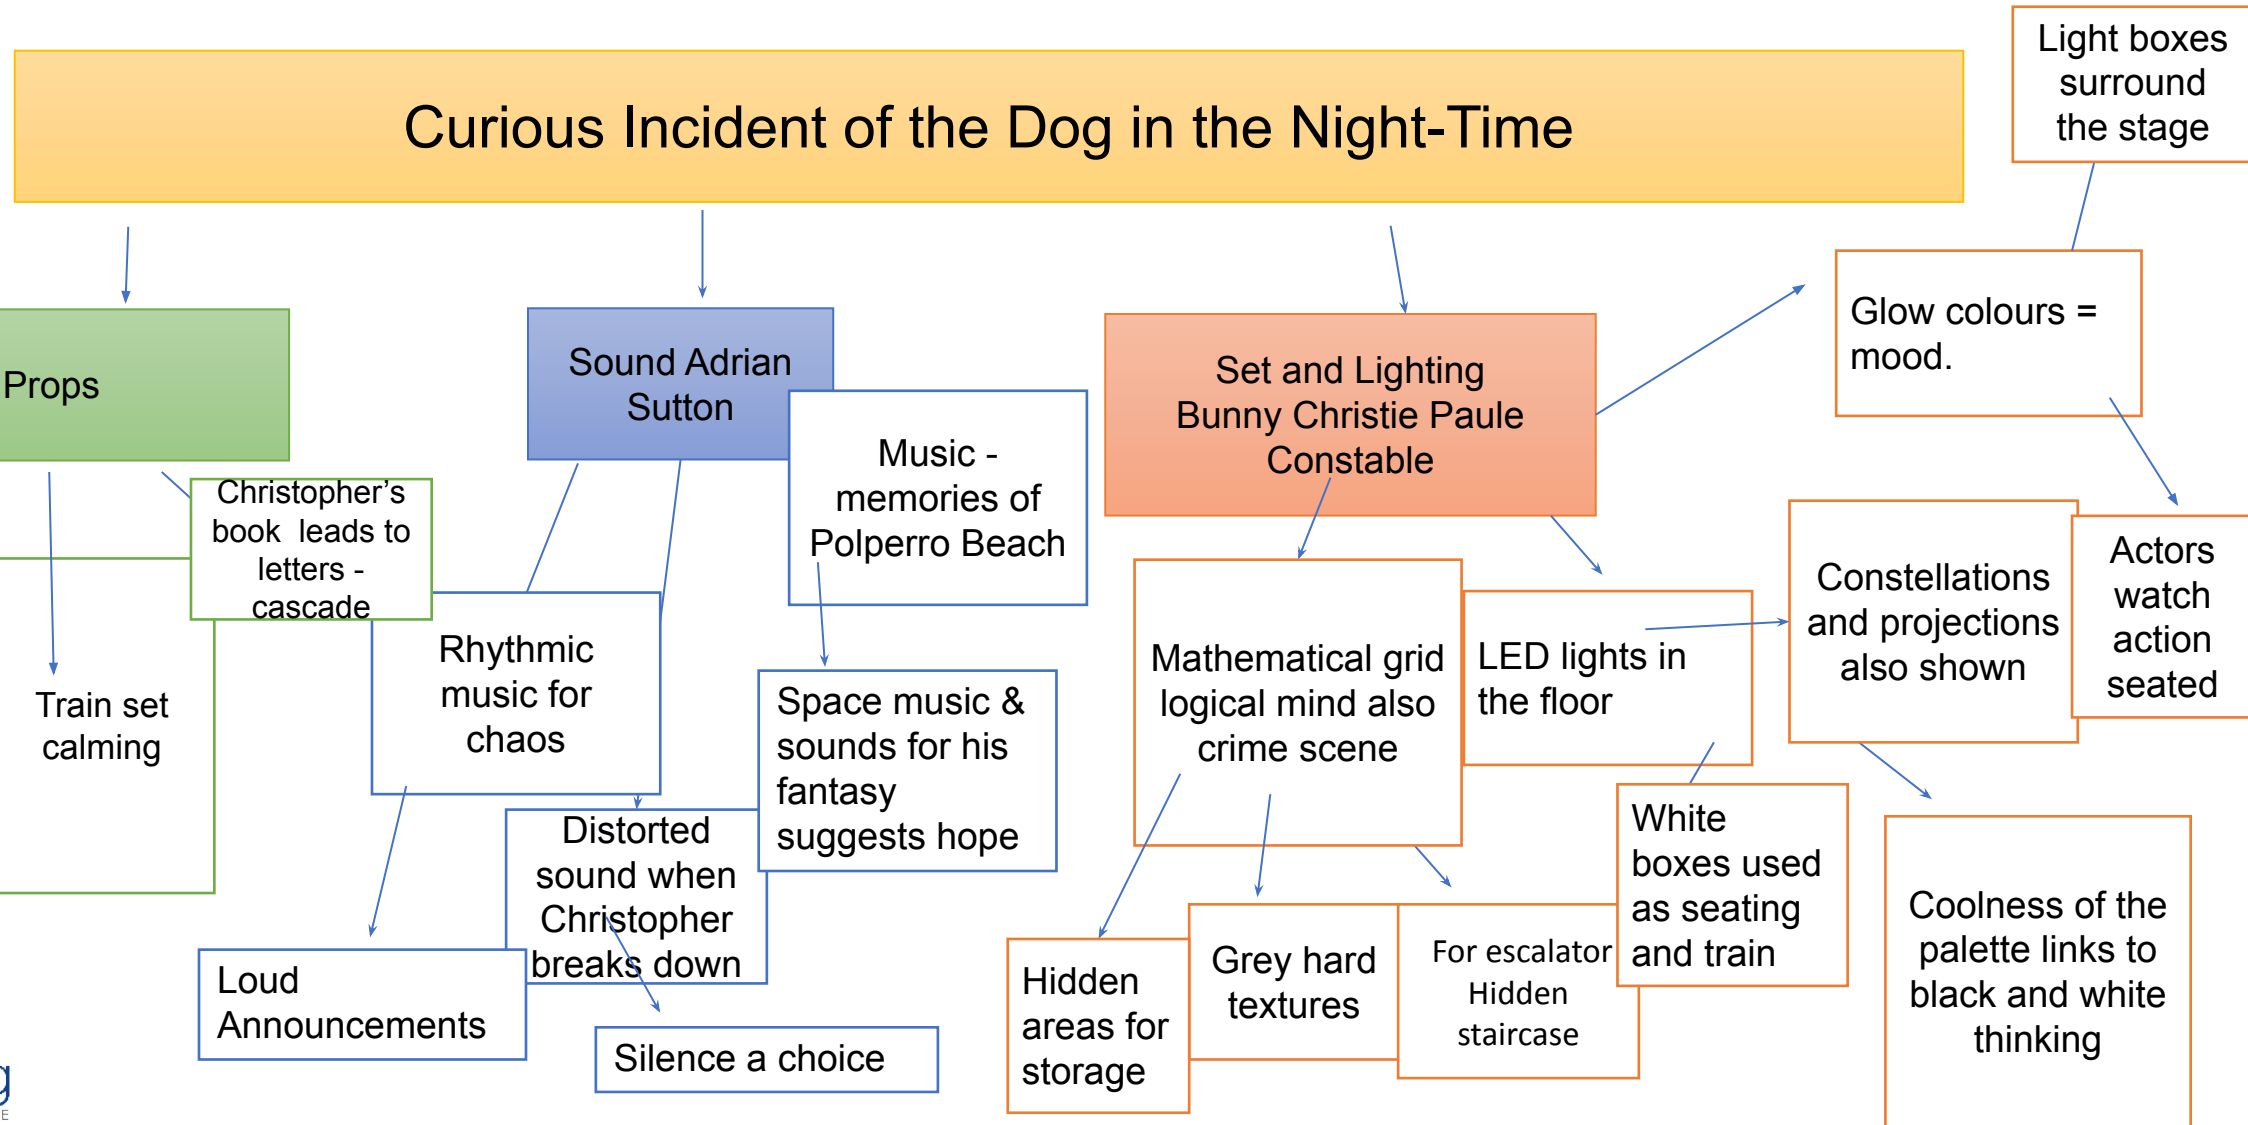 Light boxes
surround
the stage
Curious Incident of the Dog in the Night-Time
Glow colours =
mood.
Props
Sound Adrian
Sutton
Set and Lighting
Bunny Christie Paule
Constable
Music -
memories of
Polperro Beach
Christopher's
book  leads to
letters -
cascade
Train set
calming
Rhythmic
music for
chaos
Space music &
sounds for his
fantasy
suggests hope
Mathematical grid
logical mind also
crime scene
LED lights in
the floor
Constellations
and projections
also shown
Actors
watch
action
seated
Distorted
sound when
Christopher
breaks down
White
boxes used
as seating
and train
Loud
Announcements
Silence a choice
Hidden
areas for
storage
Grey hard
textures
For escalator
Hidden
staircase
Coolness of the
palette links to
black and white
thinking